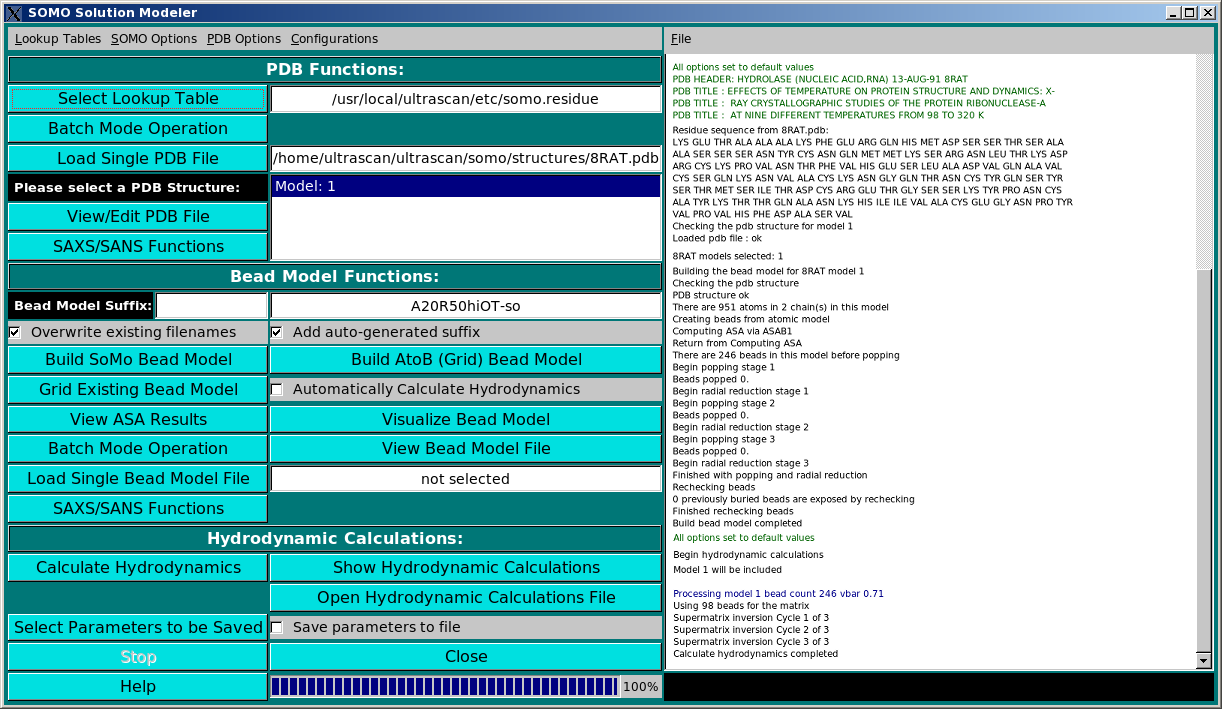 SOMO Solution Modeler
Lookup Tables SOMO Options PDB Options Configurations
PDB Functions:
Select Lookup Table
/usr/local/ultrascan/etc/somo.residue
Batch Mode Operation
Load Single PDB File
/home/ultrascan/ultrascan/somo/structures/8RAT.pdb
Please select a PDB Structure:
Model: 1
View/Edit PDB File
SAXS/SANS Functions
Bead Model Functions:
Bead Model Suffix:
A20R50hiOT-so
Overwrite existing filenames
Add auto-generated suffix
Build SoMo Bead Model
Build AtoB (Grid) Bead Model
Grid Existing Bead Model
Automatically Calculate Hydrodynamics
View ASA Results
Visualize Bead Model
Batch Mode Operation
View Bead Model File
Load Single Bead Model File
not selected
SAXS/SANS Functions
Hydrodynamic Calculations:
Calculate Hydrodynamics
Show Hydrodynamic Calculations
Open Hydrodynamic Calculations File
Select Parameters to be Saved
Save parameters to file
Stop
Close
Help
100%
File
All options set to default values
PDB HEADER: HYDROLASE (NUCLEIC ACID,RNA) 13-AUG-91 8RAT
PDB TITLE : EFFECTS OF TEMPERATURE ON PROTEIN STRUCTURE AND DYNAMICS: X-
PDB TITLE : RAY CRYSTALLOGRAPHIC STUDIES OF THE PROTEIN RIBONUCLEASE-A
PDB TITLE : AT NINE DIFFERENT TEMPERATURES FROM 98 TO 320 K
Residue sequence from 8RAT.pdb:
LYS GLU THR ALA ALA ALA LYS PHE GLU ARG GLN HIS MET ASP SER SER THR SER ALA
ALA SER SER SER ASN TYR CYS ASN GLN MET MET LYS SER ARG ASN LEU THR LYS ASP
ARG CYS LYS PRO VAL ASN THR PHE VAL HIS GLU SER LEU ALA ASP VAL GLN ALA VAL
CYS SER GLN LYS ASN VAL ALA CYS LYS ASN GLY GLN THR ASN CYS TYR GLN SER TYR
SER THR MET SER ILE THR ASP CYS ARG GLU THR GLY SER SER LYS TYR PRO ASN CYS
ALA TYR LYS THR THR GLN ALA ASN LYS HIS ILE ILE VAL ALA CYS GLU GLY ASN PRO TYR
VAL PRO VAL HIS PHE ASP ALA SER VAL
Checking the pdb structure for model 1
Loaded pdb file : ok
8RAT models selected: 1
Building the bead model for 8RAT model 1
Checking the pdb structure
PDB structure ok
There are 951 atoms in 2 chain(s) in this model
Creating beads from atomic model
Computing ASA via ASAB1
Return from Computing ASA
There are 246 beads in this model before popping
Begin popping stage 1
Beads popped 0.
Begin radial reduction stage 1
Begin popping stage 2
Beads popped 0.
Begin radial reduction stage 2
Begin popping stage 3
Beads popped 0.
Begin radial reduction stage 3
Finished with popping and radial reduction
Rechecking beads
0 previously buried beads are exposed by rechecking
Finished rechecking beads
Build bead model completed
All options set to default values
Begin hydrodynamic calculations
Model 1 will be included
Processing model 1 bead count 246 vbar 0.71
Using 98 beads for the matrix
Supermatrix inversion Cycle 1 of 3
Supermatrix inversion Cycle 2 of 3
Supermatrix inversion Cycle 3 of 3
Calculate hydrodynamics completed